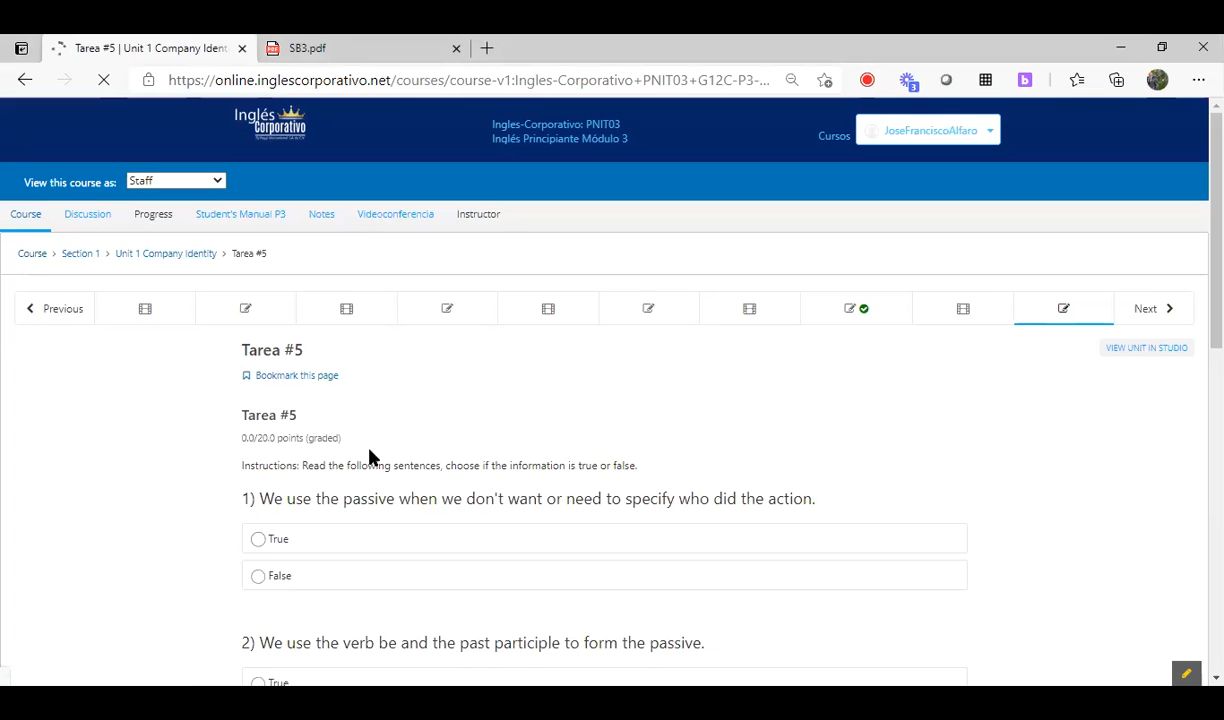 Tarea #5 | Unit 1 Company Ident
SB3.pdf
https://online.inglescorporativo.net/courses/course-v1:Ingles-Corporativo+PNIT03+G12C-P3-...
3
b
Inglés
Corporativo
Ingles-Corporativo: PNIT03
Inglés Principiante Módulo 3
Cursos
JoseFranciscoAlfaro
View this course as:
Staff
Course
Discussion
Progress
Student's Manual P3
Notes
Videoconferencia
Instructor
Course > Section 1 > Unit 1 Company Identity > Tarea #5
Previous
Next
Tarea #5
VIEW UNIT IN STUDIO
Bookmark this page
Tarea #5
0.0/20.0 points (graded)
Instructions: Read the following sentences, choose if the information is true or false.
1) We use the passive when we don't want or need to specify who did the action.
True
False
2) We use the verb be and the past participle to form the passive.
True